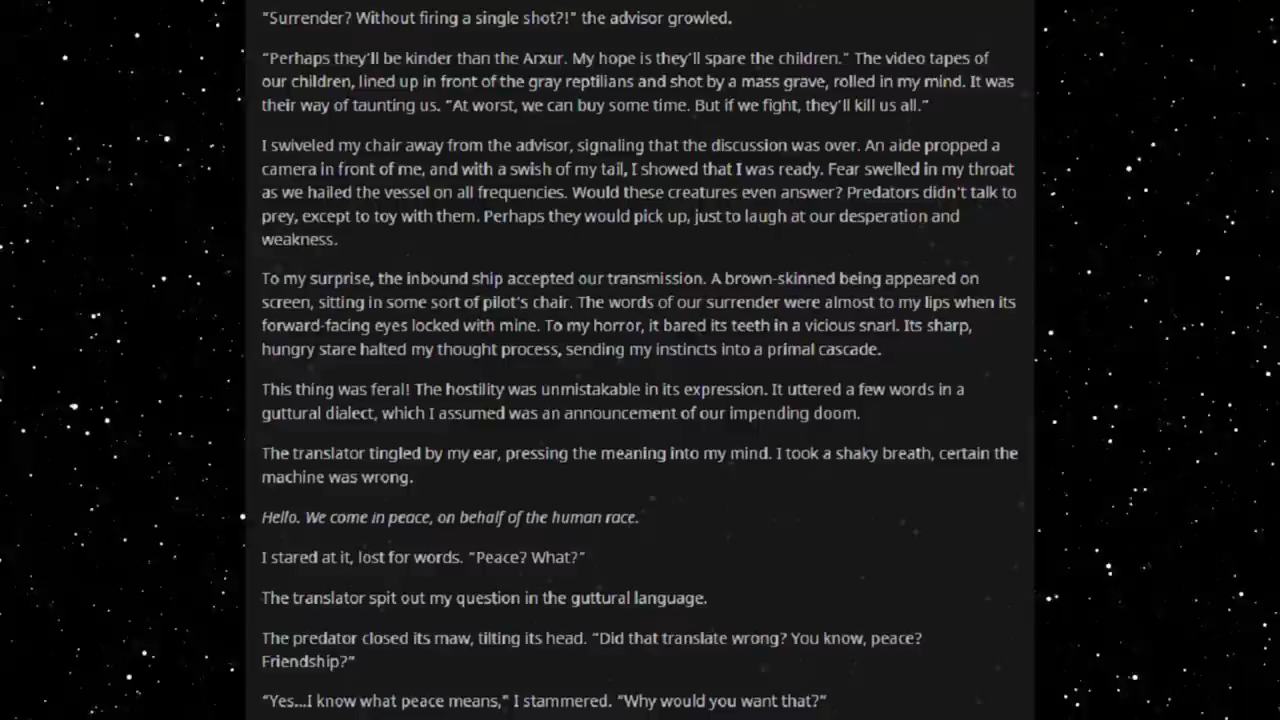 "Surrender? Without firing a single shot?!" the advisor growled.
"Perhaps they'll be kinder than the Arxur. My hope is they'll spare the children." The video tapes of
our children, lined up in front of the gray reptilians and shot by a mass grave, rolled in my mind. It was
their way of taunting us. "At worst, we can buy some time. But if we fight, they'll kill us all."
I swiveled my chair away from the advisor, signaling that the discussion was over. An aide propped a
camera in front of me, and with a swish of my tail, I showed that I was ready. Fear swelled in my throat
as we hailed the vessel on all frequencies. Would these creatures even answer? Predators didn't talk to
prey, except to toy with them. Perhaps they would pick up, just to laugh at our desperation and
weakness.
To my surprise, the inbound ship accepted our transmission. A brown-skinned being appeared on
screen, sitting in some sort of pilot's chair. The words of our surrender were almost to my lips when its
forward-facing eyes locked with mine. To my horror, it bared its teeth in a vicious snarl. Its sharp,
hungry stare halted my thought process, sending my instincts into a primal cascade.
This thing was feral! The hostility was unmistakable in its expression. It uttered a few words in a
guttural dialect, which I assumed was an announcement of our impending doom.
The translator tingled by my ear, pressing the meaning into my mind. I took a shaky breath, certain the
machine was wrong.
Hello. We come in peace, on behalf of the human race.
I stared at it, lost for words. "Peace? What?"
The translator spit out my question in the guttural language.
The predator closed its maw, tilting its head. "Did that translate wrong? You know, peace?
Friendship?"
"Yes...I know what peace means," I stammered. "Why would you want that?"